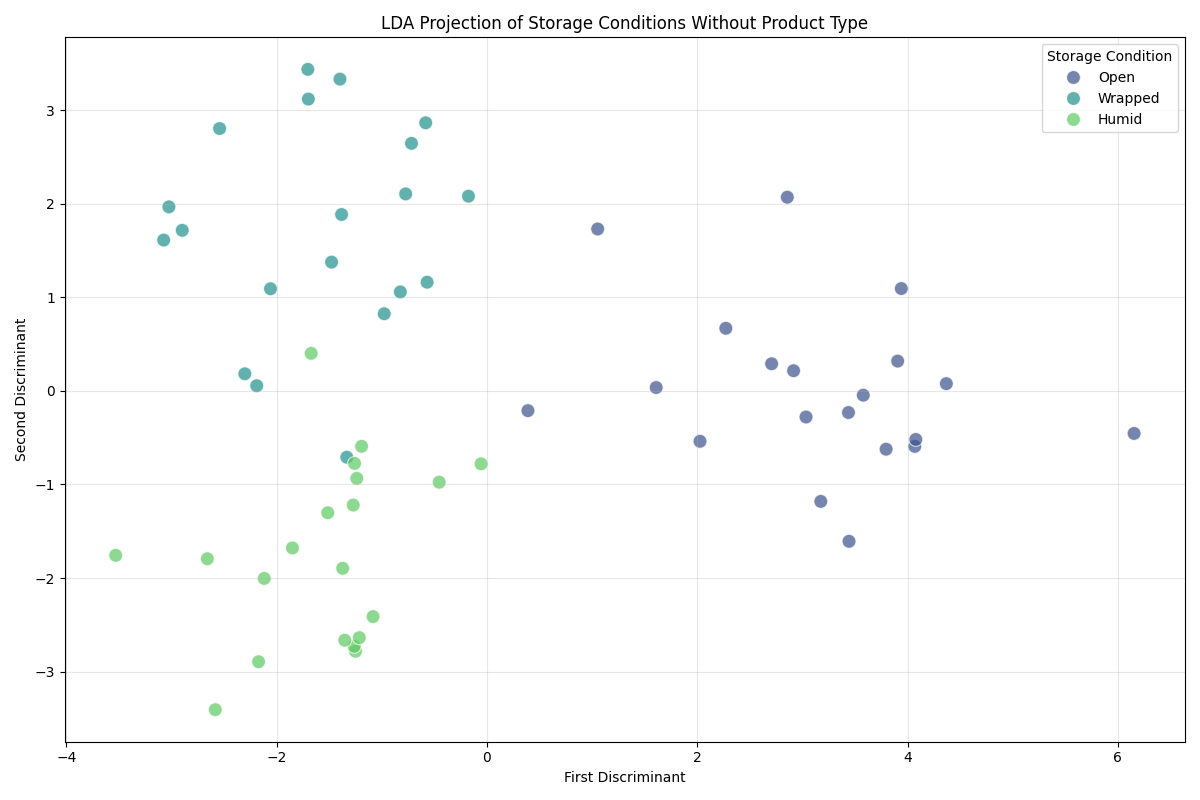 LDA Projection of Storage Conditions Without Product Type
Storage Condition
Open
Wrapped
Humid
Second Discriminant
3
2
1
0
−1
−2
−3
−4
−2
0
2
4
6
First Discriminant